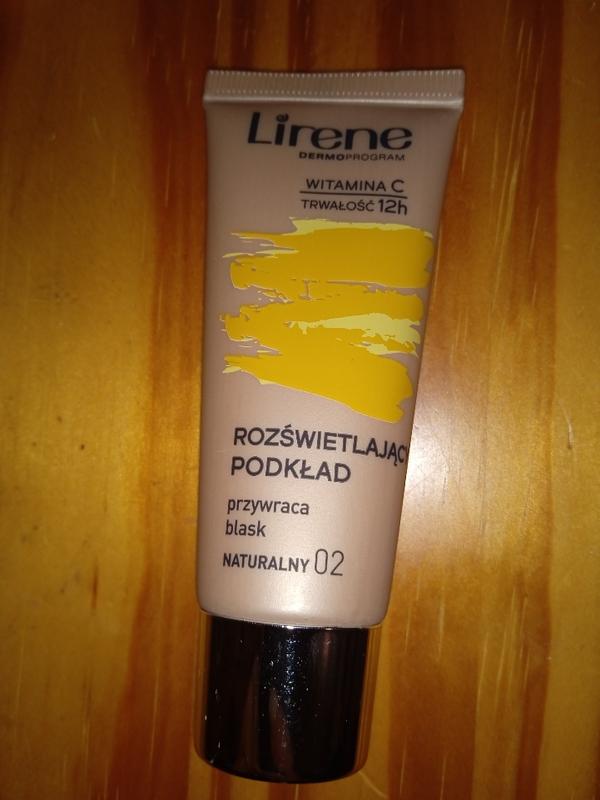 Lirene
DERMOPROGRAM
WITAMINA C
TRWAŁOŚĆ 12h
ROZŚWIETLAJĄCY
PODKŁAD
przywraca
blask
NATURALNY 02